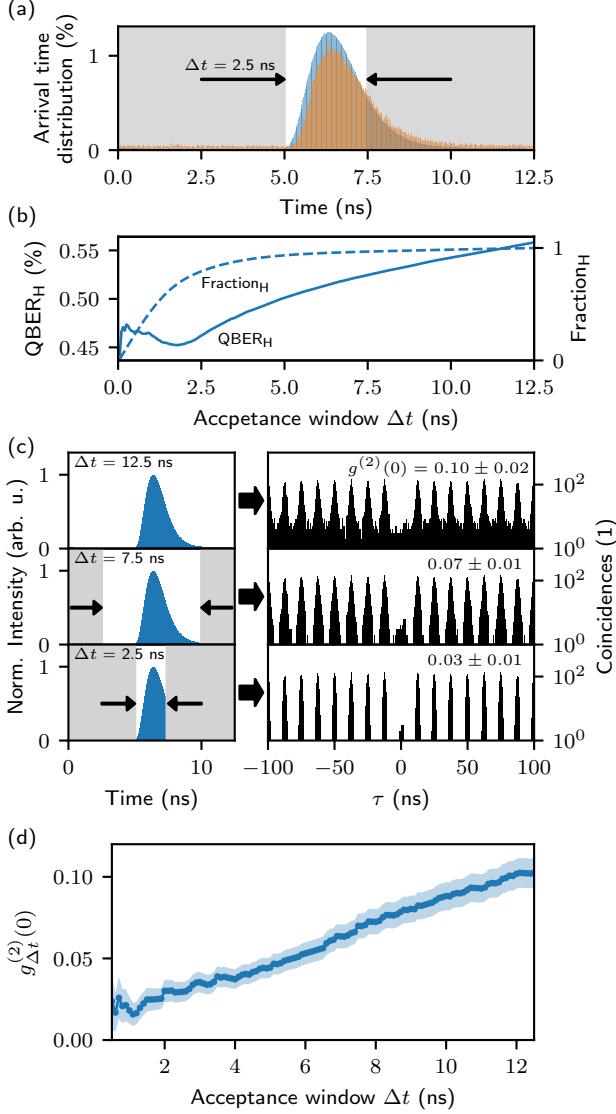 (a)
Arrival time
distribution (%)
1
0
Δt = 2.5 ns
0.0 2.5 5.0 7.5 10.0 12.5
Time (ns)
(b)
QBER_H (%)
0.55
0.50
0.45
Fraction_H
QBER_H
1
0
Fraction_H
0.0 2.5 5.0 7.5 10.0 12.5
Accpetance window Δt (ns)
(c)
Norm. Intensity (arb. u.)
1
0
Δt = 12.5 ns
g^(2)(0) = 0.10 ± 0.02
10^2
10^0
1
0
Δt = 7.5 ns
0.07 ± 0.01
10^2
10^0
1
0
Δt = 2.5 ns
0.03 ± 0.01
10^2
10^0
Coincidences (1)
0 10
Time (ns)
−100 −50 0 50 100
τ (ns)
(d)
g^(2)_Δt(0)
0.10
0.05
0.00
2 4 6 8 10 12
Acceptance window Δt (ns)